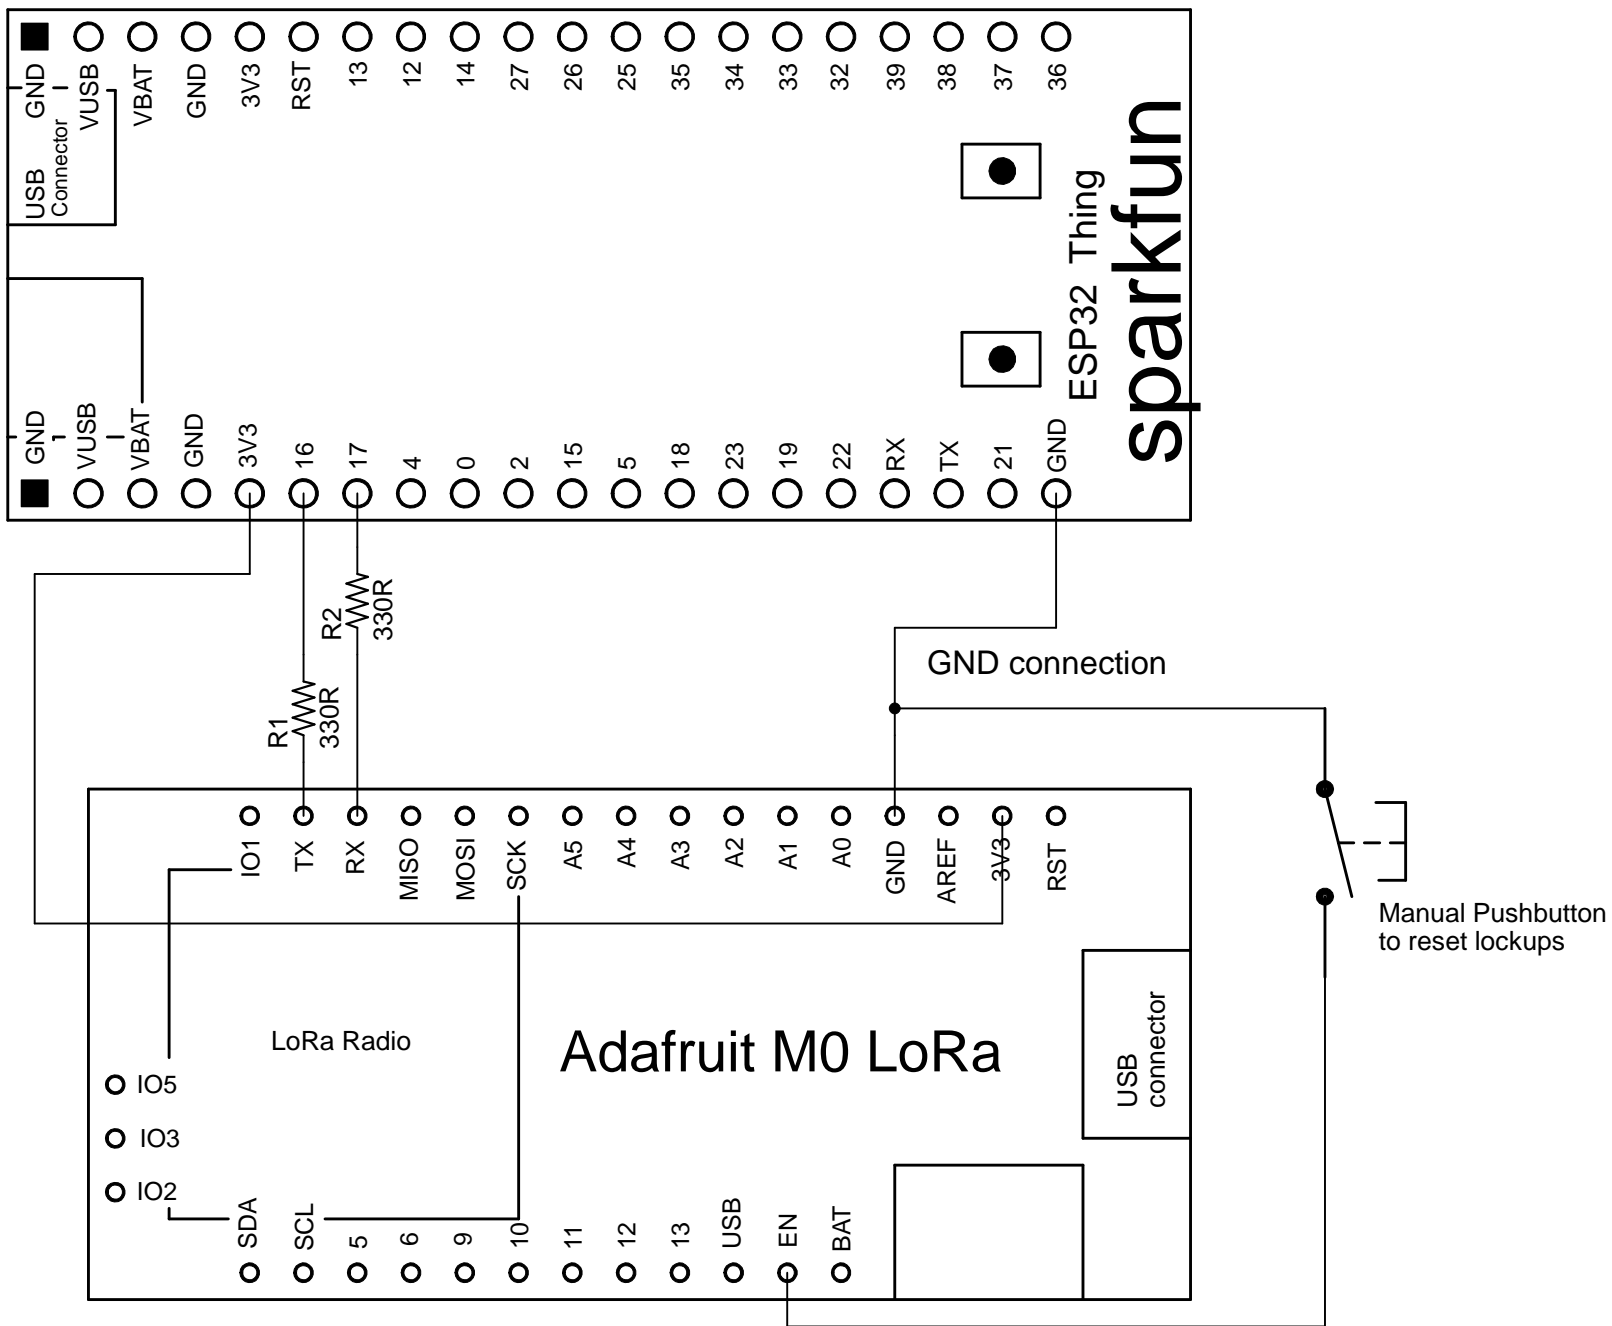 GND
VUSB
VBAT
GND
3V3
RST
13
12
14
27
26
25
35
34
33
32
39
38
37
36
USB
Connector
ESP32 Thing
sparkfun
GND
VUSB
VBAT
GND
3V3
16
17
4
0
2
15
5
18
23
19
22
RX
TX
21
GND
R2
330R
R1
330R
GND connection
IO1
TX
RX
MISO
MOSI
SCK
A5
A4
A3
A2
A1
A0
GND
AREF
3V3
RST
Manual Pushbutton
to reset lockups
LoRa Radio
Adafruit M0 LoRa
USB
connector
IO5
IO3
IO2
SDA
SCL
5
6
9
10
11
12
13
USB
EN
BAT